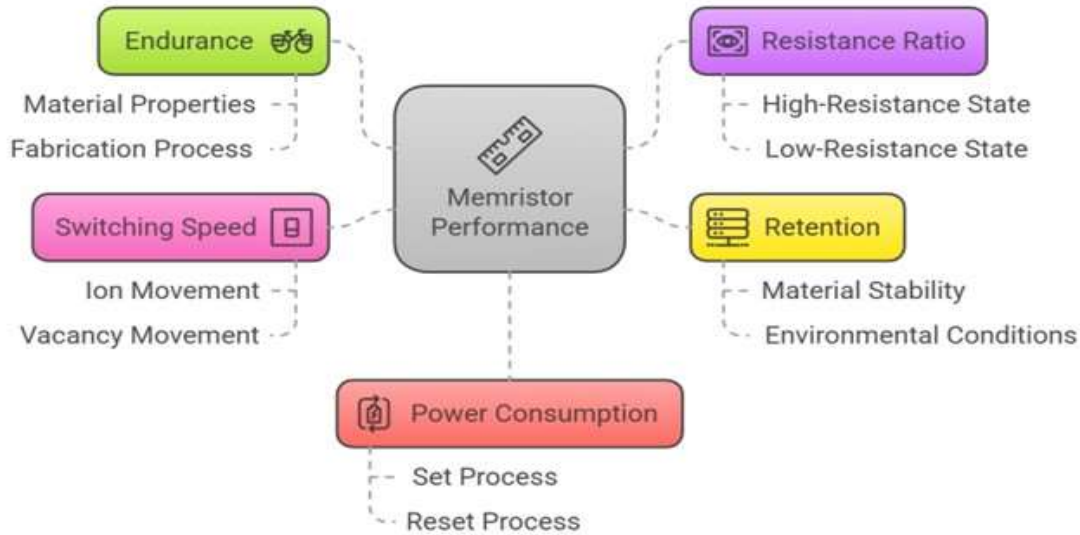 Endurance
Material Properties
Fabrication Process
Switching Speed
Ion Movement
Vacancy Movement
Memristor
Performance
Resistance Ratio
High-Resistance State
Low-Resistance State
Retention
Material Stability
Environmental Conditions
Power Consumption
Set Process
Reset Process